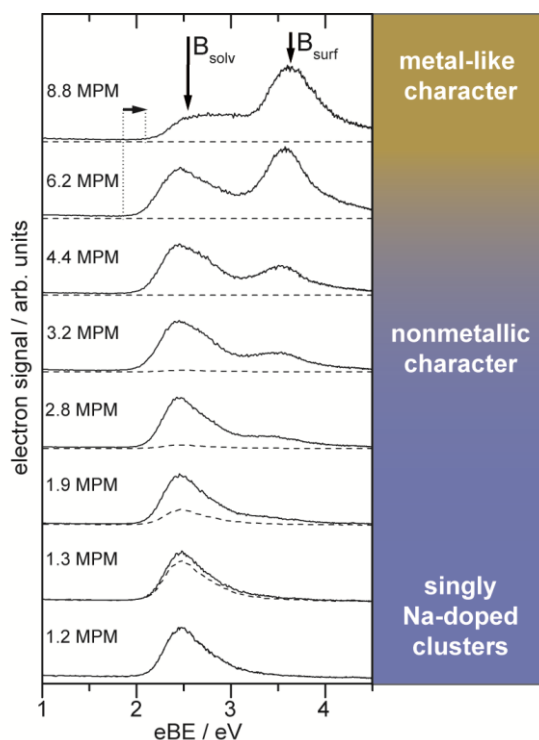 B_solv
B_surf
8.8 MPM
6.2 MPM
4.4 MPM
3.2 MPM
2.8 MPM
1.9 MPM
1.3 MPM
1.2 MPM
electron signal / arb. units
1 2 3 4
eBE / eV
metal-like
character
nonmetallic
character
singly
Na-doped
clusters